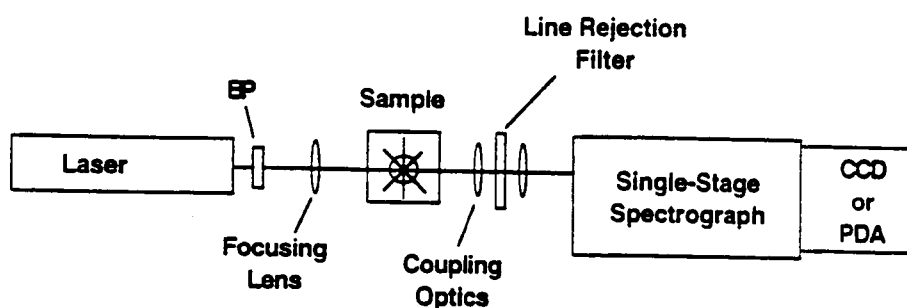 Line Rejection
Filter
BP
Sample
Laser
Focusing
Lens
Coupling
Optics
Single-Stage
Spectrograph
CCD
or
PDA